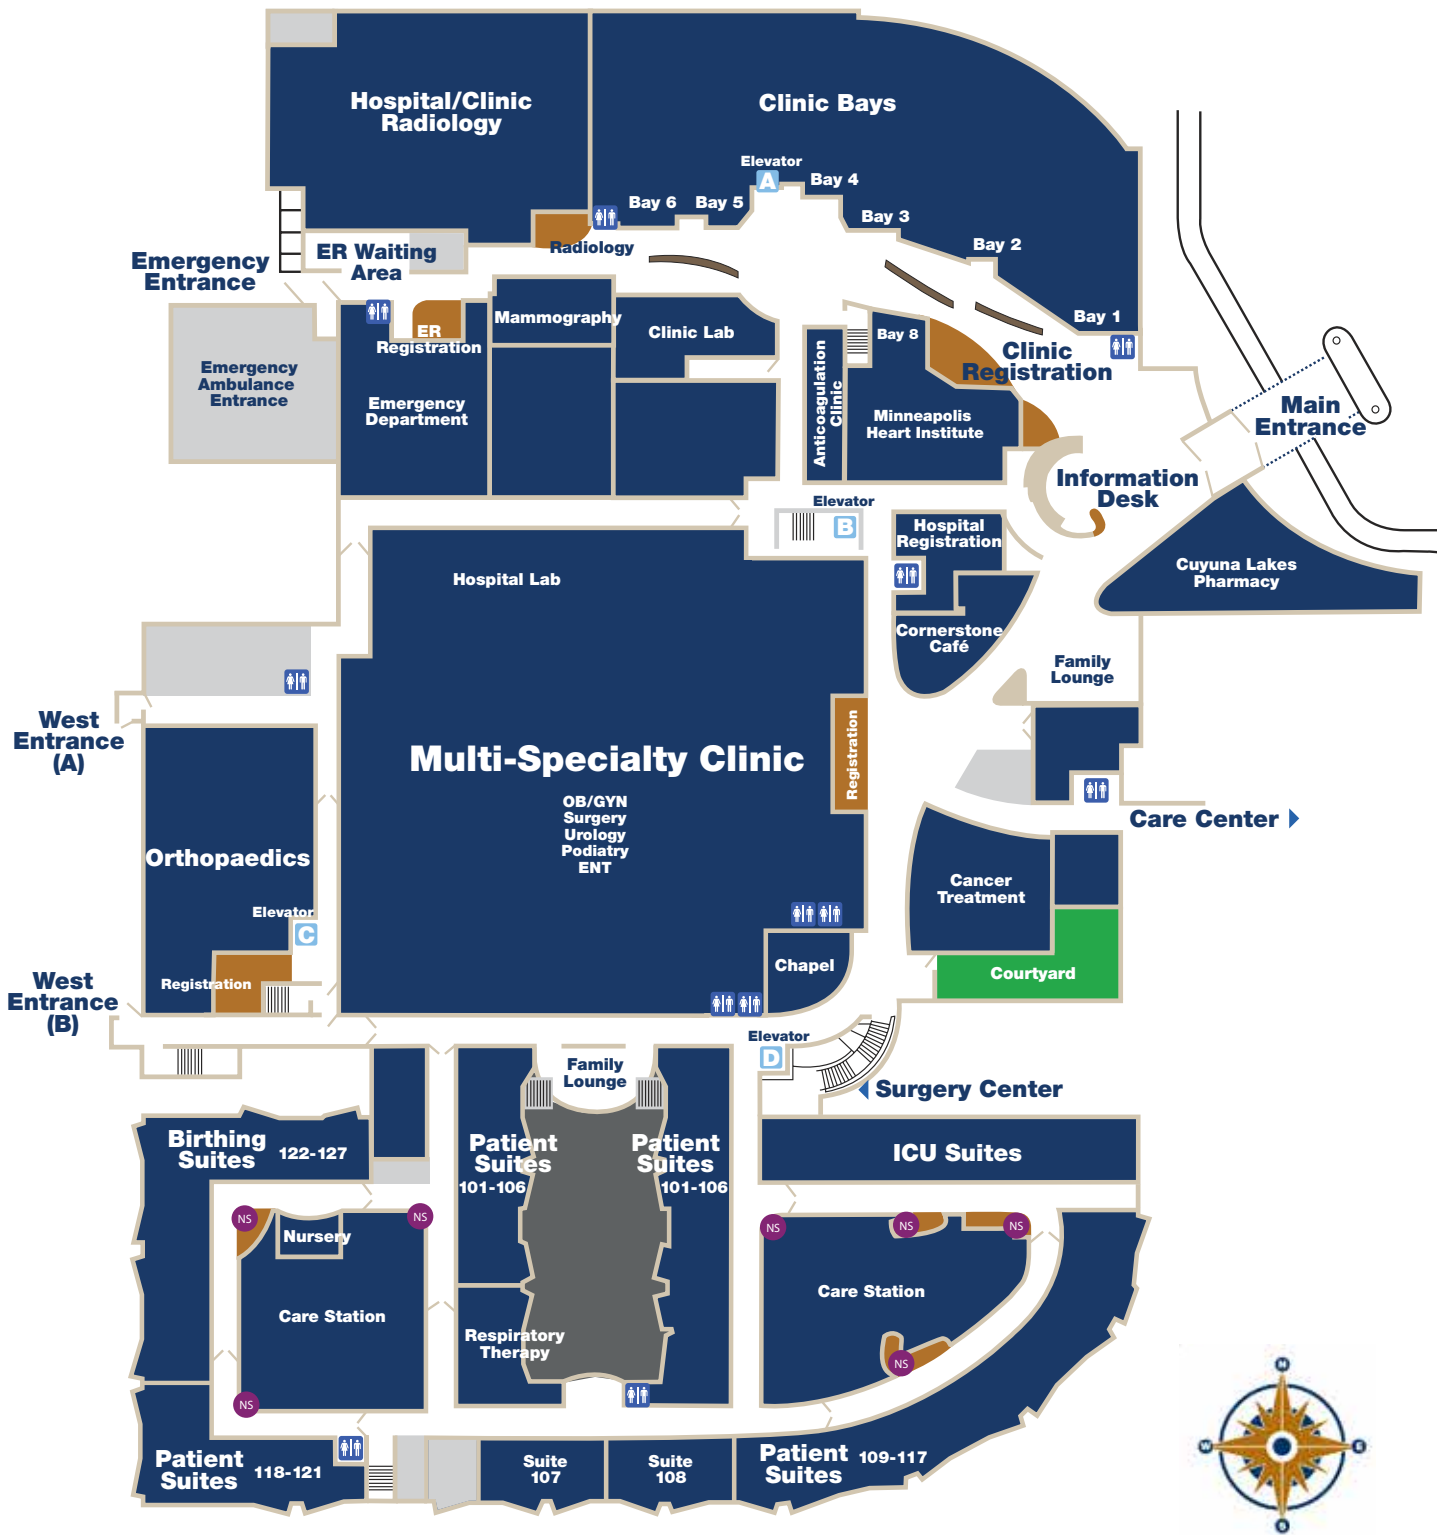 Hospital/Clinic
Radiology
Clinic Bays
Elevator
A
Bay 4
Bay 6
Bay 5
Bay 3
Bay 2
Bay 1
Radiology
ER Waiting
Area
Emergency
Entrance
ER
Registration
Mammography
Clinic Lab
Bay 8
Clinic
Registration
Anticoagulation
Clinic
Minneapolis
Heart Institute
Main
Entrance
Emergency
Ambulance
Entrance
Emergency
Department
Information
Desk
Elevator
B
Hospital
Registration
Cuyuna Lakes
Pharmacy
Hospital Lab
Cornerstone
Café
Family
Lounge
West
Entrance
(A)
Multi-Specialty Clinic
OB/GYN
Surgery
Urology
Podiatry
ENT
Registration
Care Center
Orthopaedics
Elevator
C
Registration
Cancer
Treatment
Courtyard
Chapel
West
Entrance
(B)
Elevator
D
Surgery Center
Family
Lounge
Birthing
Suites
122-127
Patient
Suites
101-106
Patient
Suites
101-106
ICU Suites
NS
NS
NS
NS
NS
Nursery
Care Station
Care Station
Respiratory
Therapy
NS
NS
Patient
Suites
118-121
Suite
107
Suite
108
Patient
Suites
109-117
N
W
E
S